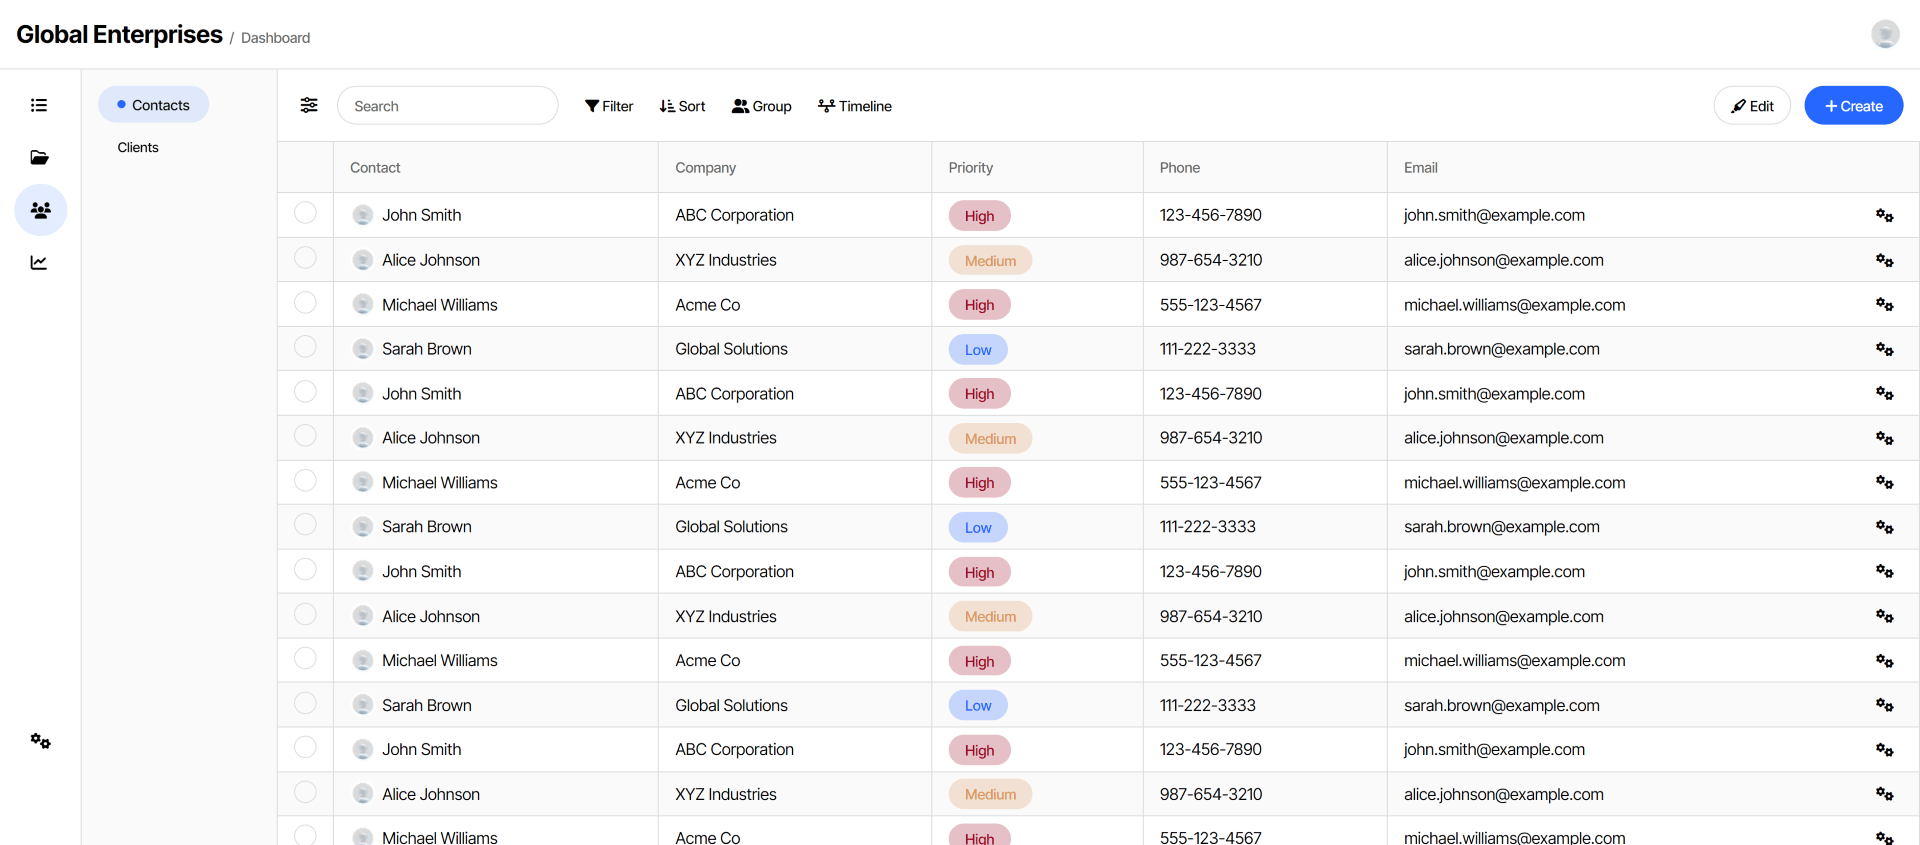 Global Enterprises / Dashboard
Contacts
Clients
Search Filter Sort Group Timeline Edit + Create
Contact Company Priority Phone Email
John Smith ABC Corporation High 123-456-7890 john.smith@example.com
Alice Johnson XYZ Industries Medium 987-654-3210 alice.johnson@example.com
Michael Williams Acme Co High 555-123-4567 michael.williams@example.com
Sarah Brown Global Solutions Low 111-222-3333 sarah.brown@example.com
John Smith ABC Corporation High 123-456-7890 john.smith@example.com
Alice Johnson XYZ Industries Medium 987-654-3210 alice.johnson@example.com
Michael Williams Acme Co High 555-123-4567 michael.williams@example.com
Sarah Brown Global Solutions Low 111-222-3333 sarah.brown@example.com
John Smith ABC Corporation High 123-456-7890 john.smith@example.com
Alice Johnson XYZ Industries Medium 987-654-3210 alice.johnson@example.com
Michael Williams Acme Co High 555-123-4567 michael.williams@example.com
Sarah Brown Global Solutions Low 111-222-3333 sarah.brown@example.com
John Smith ABC Corporation High 123-456-7890 john.smith@example.com
Alice Johnson XYZ Industries Medium 987-654-3210 alice.johnson@example.com
Michael Williams Acme Co High 555-123-4567 michael.williams@example.com